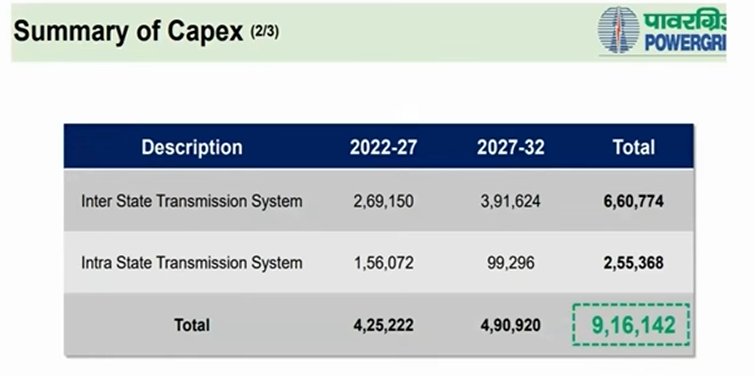 Summary of Capex (2/3)
पावरग्रिड
POWERGRI
Description 2022-27 2027-32 Total
Inter State Transmission System 2,69,150 3,91,624 6,60,774
Intra State Transmission System 1,56,072 99,296 2,55,368
Total 4,25,222 4,90,920 9,16,142